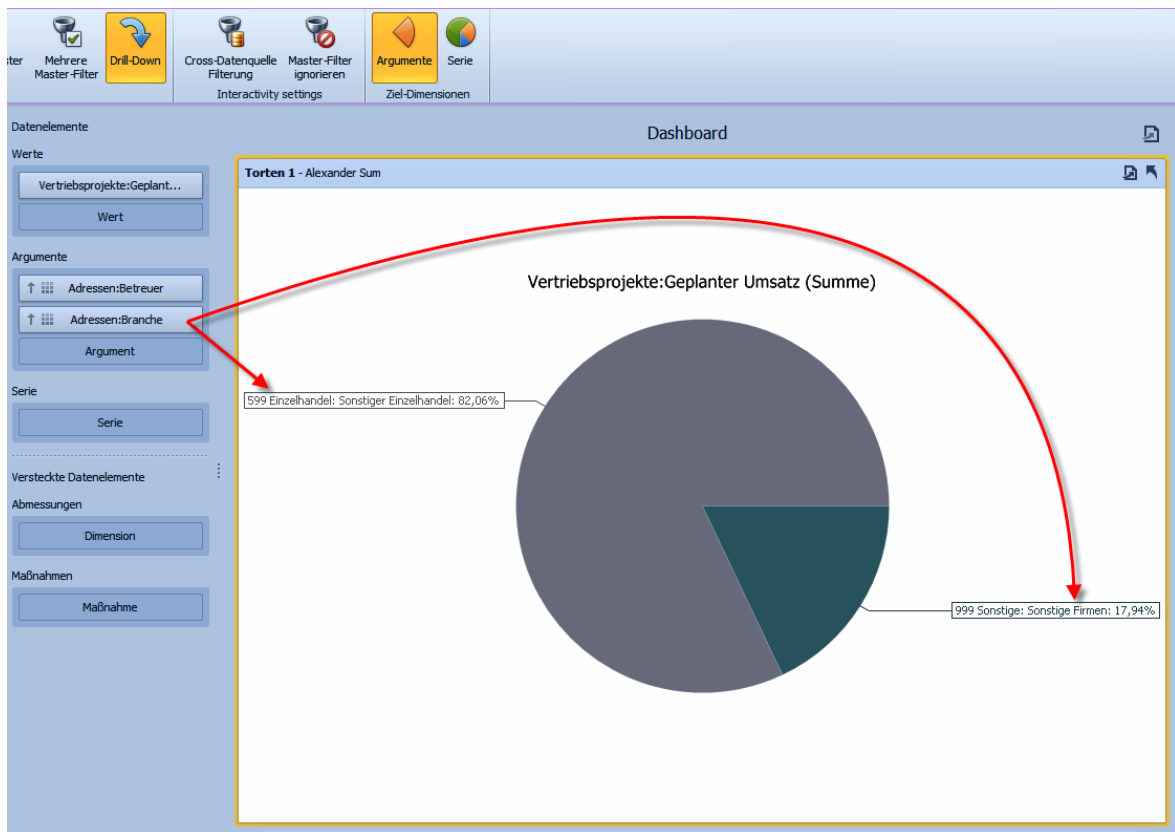 ster
Mehrere
Master-Filter
Drill-Down
Cross-Datenquelle
Filterung
Master-Filter
ignorieren
Interactivity settings
Argumente
Serie
Ziel-Dimensionen
Datenelemente
Werte
Vertriebsprojekte:Geplant...
Wert
Argumente
Adressen:Betreuer
Adressen:Branche
Argument
Serie
Serie
Versteckte Datenelemente
Abmessungen
Dimension
Maßnahmen
Maßnahme
Dashboard
Torten 1 - Alexander Sum
Vertriebsprojekte:Geplanter Umsatz (Summe)
599 Einzelhandel: Sonstiger Einzelhandel: 82,06%
999 Sonstige: Sonstige Firmen: 17,94%